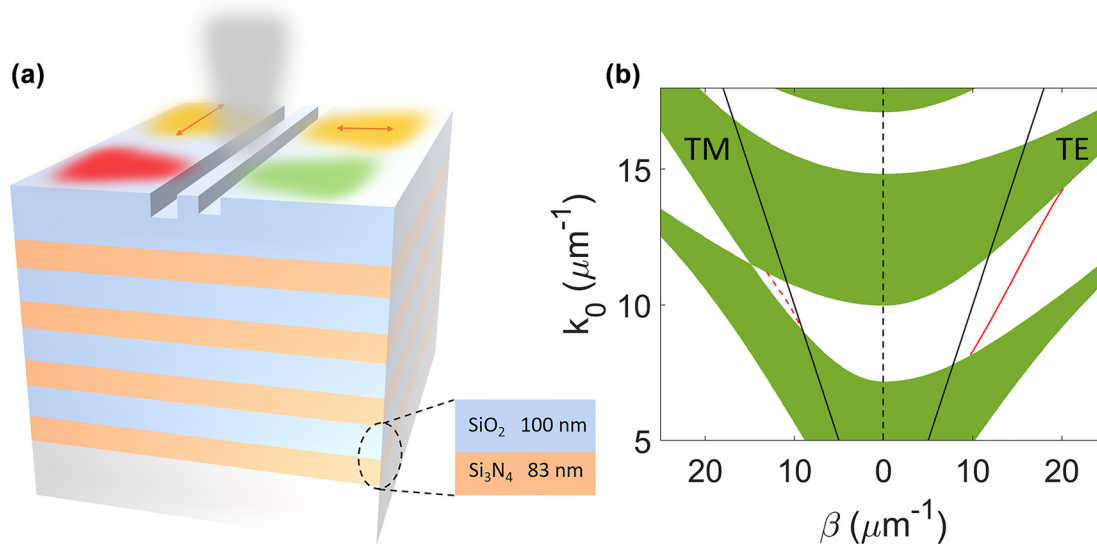 (a)
SiO₂ 100 nm
Si₃N₄ 83 nm
(b)
TM
TE
15
10
5
k₀ (μm⁻¹)
20 10 0 10 20
β (μm⁻¹)